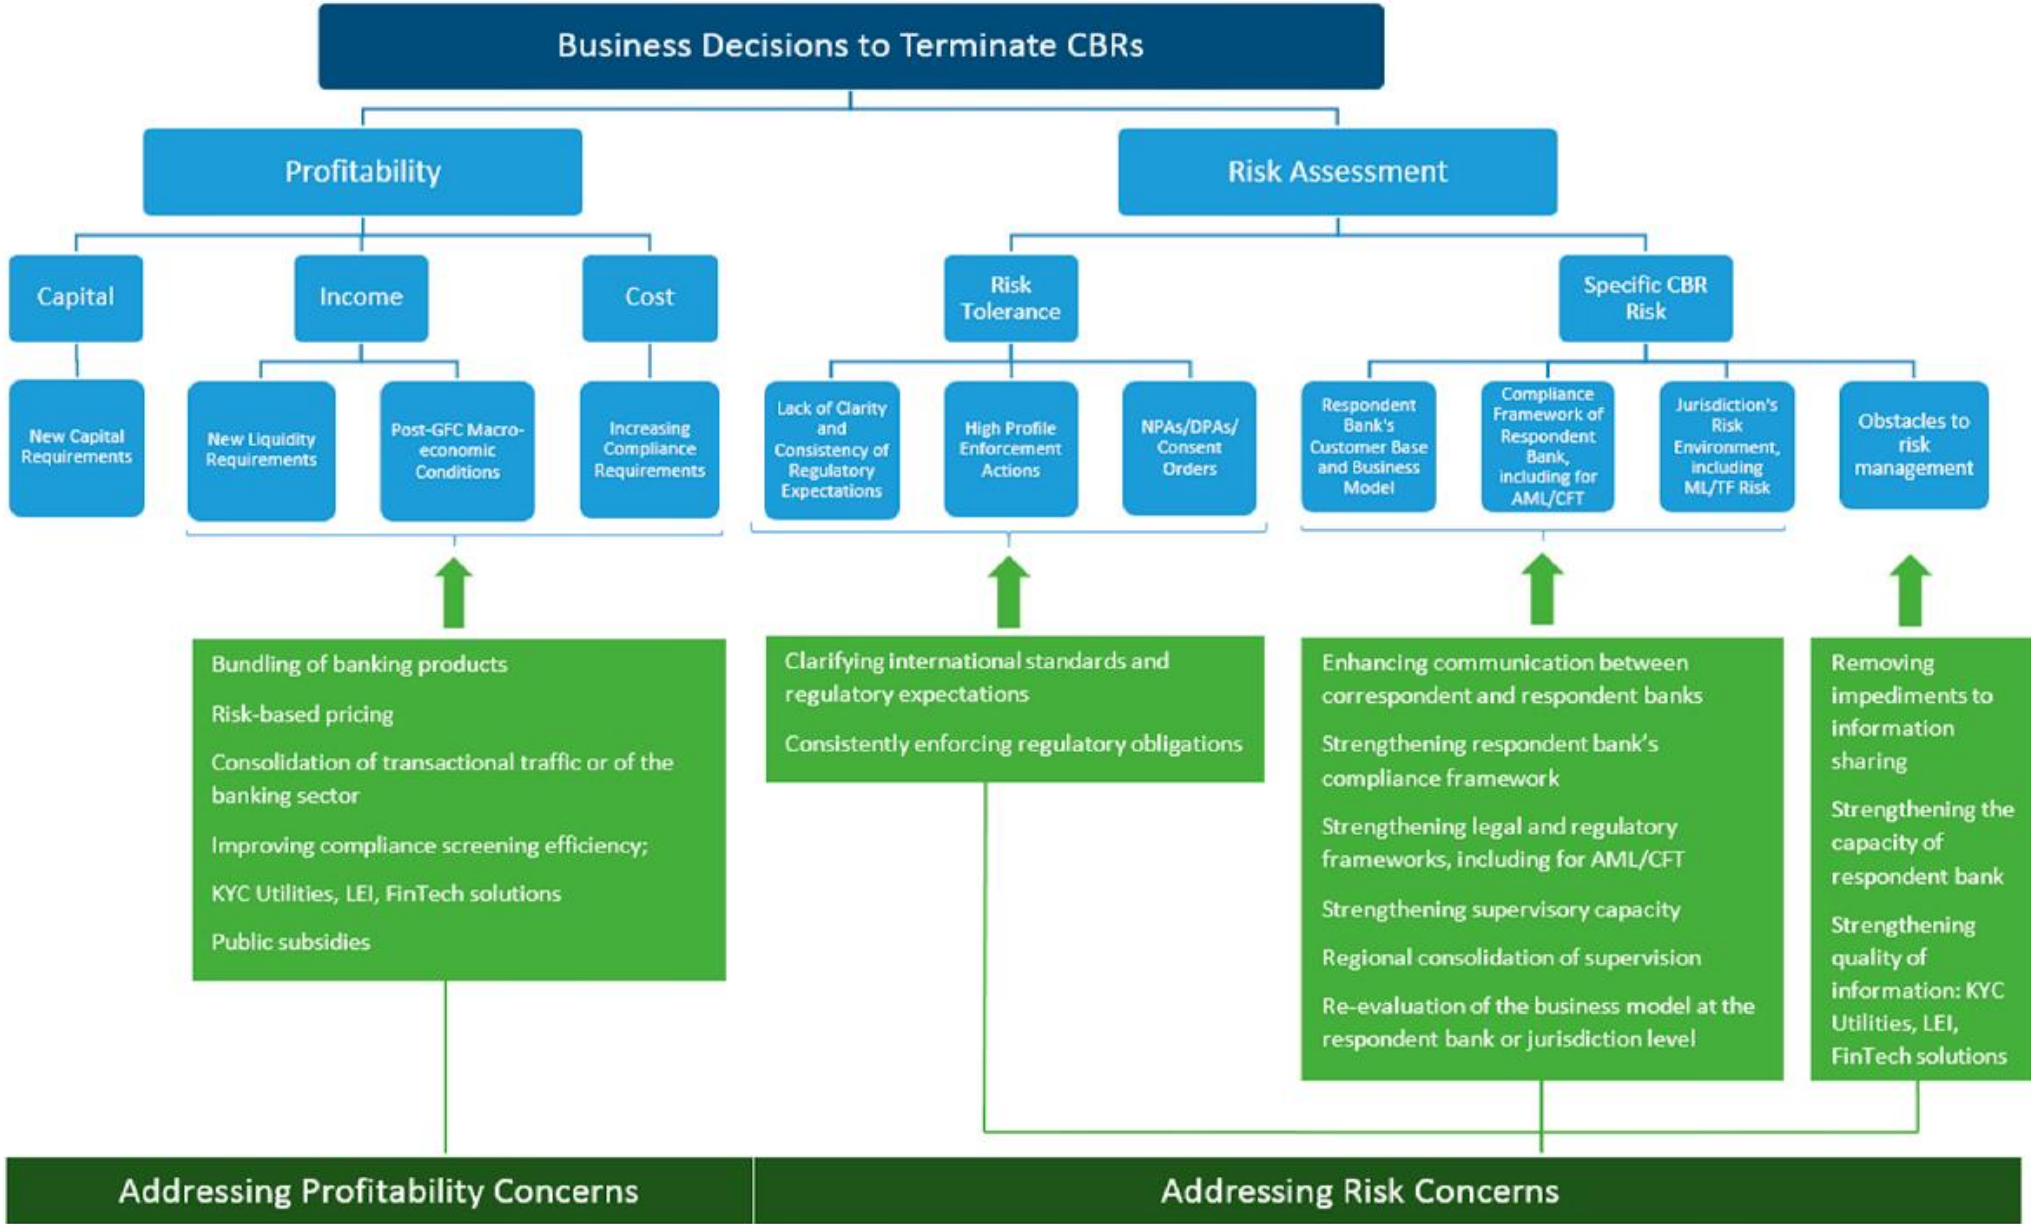 Business Decisions to Terminate CBRs
Profitability
Risk Assessment
Capital
Income
Cost
Risk
Tolerance
Specific CBR
Risk
New Capital
Requirements
New Liquidity
Requirements
Post-GFC Macro-
economic
Conditions
Increasing
Compliance
Requirements
Lack of Clarity
and
Consistency of
Regulatory
Expectations
High Profile
Enforcement
Actions
NPAs/DPAs/
Consent
Orders
Respondent
Bank's
Customer Base
and Business
Model
Compliance
Framework of
Respondent
Bank,
including for
AML/CFT
Jurisdiction's
Risk
Environment,
including
ML/TF Risk
Obstacles to
risk
management
Bundling of banking products
Risk-based pricing
Consolidation of transactional traffic or of the
banking sector
Improving compliance screening efficiency;
KYC Utilities, LEI, FinTech solutions
Public subsidies
Clarifying international standards and
regulatory expectations
Consistently enforcing regulatory obligations
Enhancing communication between
correspondent and respondent banks
Strengthening respondent bank's
compliance framework
Strengthening legal and regulatory
frameworks, including for AML/CFT
Strengthening supervisory capacity
Regional consolidation of supervision
Re-evaluation of the business model at the
respondent bank or jurisdiction level
Removing
impediments to
information
sharing
Strengthening the
capacity of
respondent bank
Strengthening
quality of
information: KYC
Utilities, LEI,
FinTech solutions
Addressing Profitability Concerns
Addressing Risk Concerns